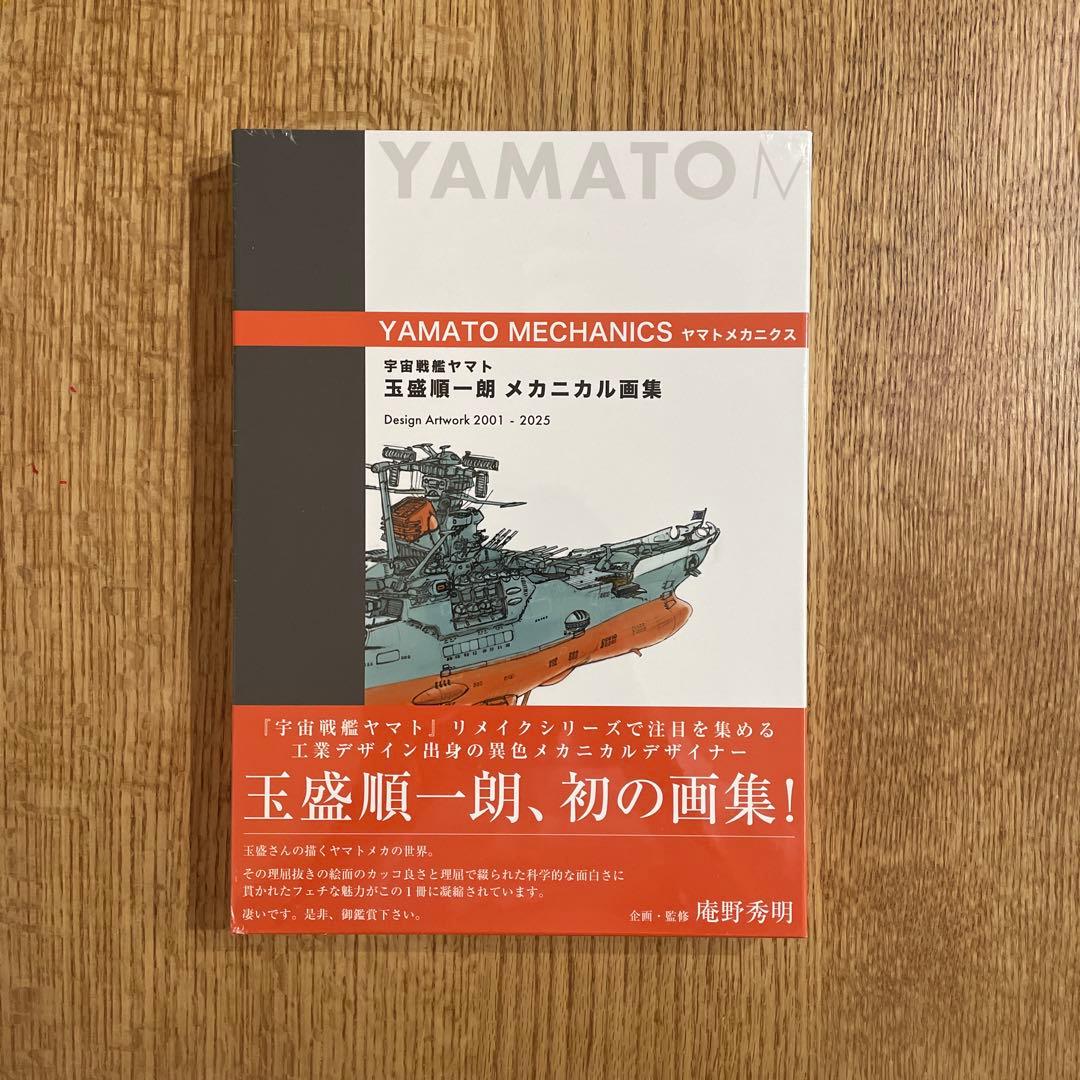 YAMATO M
YAMATO MECHANICS ヤマトメカニクス
宇宙戦艦ヤマト
玉盛順一朗 メカニカル画集
Design Artwork 2001 - 2025
『宇宙戦艦ヤマト』リメイクシリーズで注目を集める
工業デザイン出身の異色メカニカルデザイナー
玉盛順一朗、初の画集!
玉盛さんの描くヤマトメカの世界。
その理屈抜きの絵面のカッコ良さと理屈で綴られた科学的な面白さに
貫かれたフェチな魅力がこの1冊に凝縮されています。
凄いです。是非、御鑑賞下さい。
企画・監修 庵野秀明